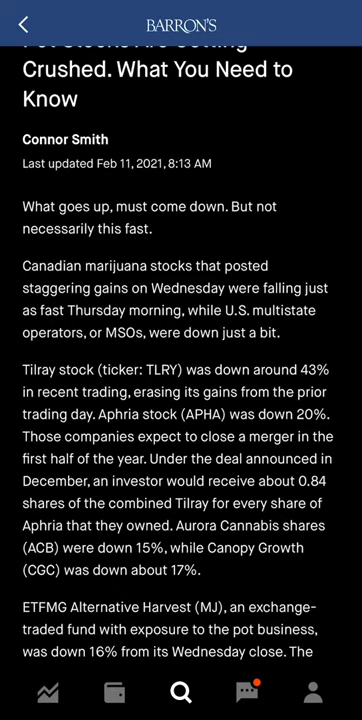 BARRON'S
Pot Stocks Are Getting
Crushed. What You Need to
Know
Connor Smith
Last updated Feb 11, 2021, 8:13 AM
What goes up, must come down. But not
necessarily this fast.
Canadian marijuana stocks that posted
staggering gains on Wednesday were falling just
as fast Thursday morning, while U.S. multistate
operators, or MSOs, were down just a bit.
Tilray stock (ticker: TLRY) was down around 43%
in recent trading, erasing its gains from the prior
trading day. Aphria stock (APHA) was down 20%.
Those companies expect to close a merger in the
first half of the year. Under the deal announced in
December, an investor would receive about 0.84
shares of the combined Tilray for every share of
Aphria that they owned. Aurora Cannabis shares
(ACB) were down 15%, while Canopy Growth
(CGC) was down about 17%.
ETFMG Alternative Harvest (MJ), an exchange-
traded fund with exposure to the pot business,
was down 16% from its Wednesday close. The